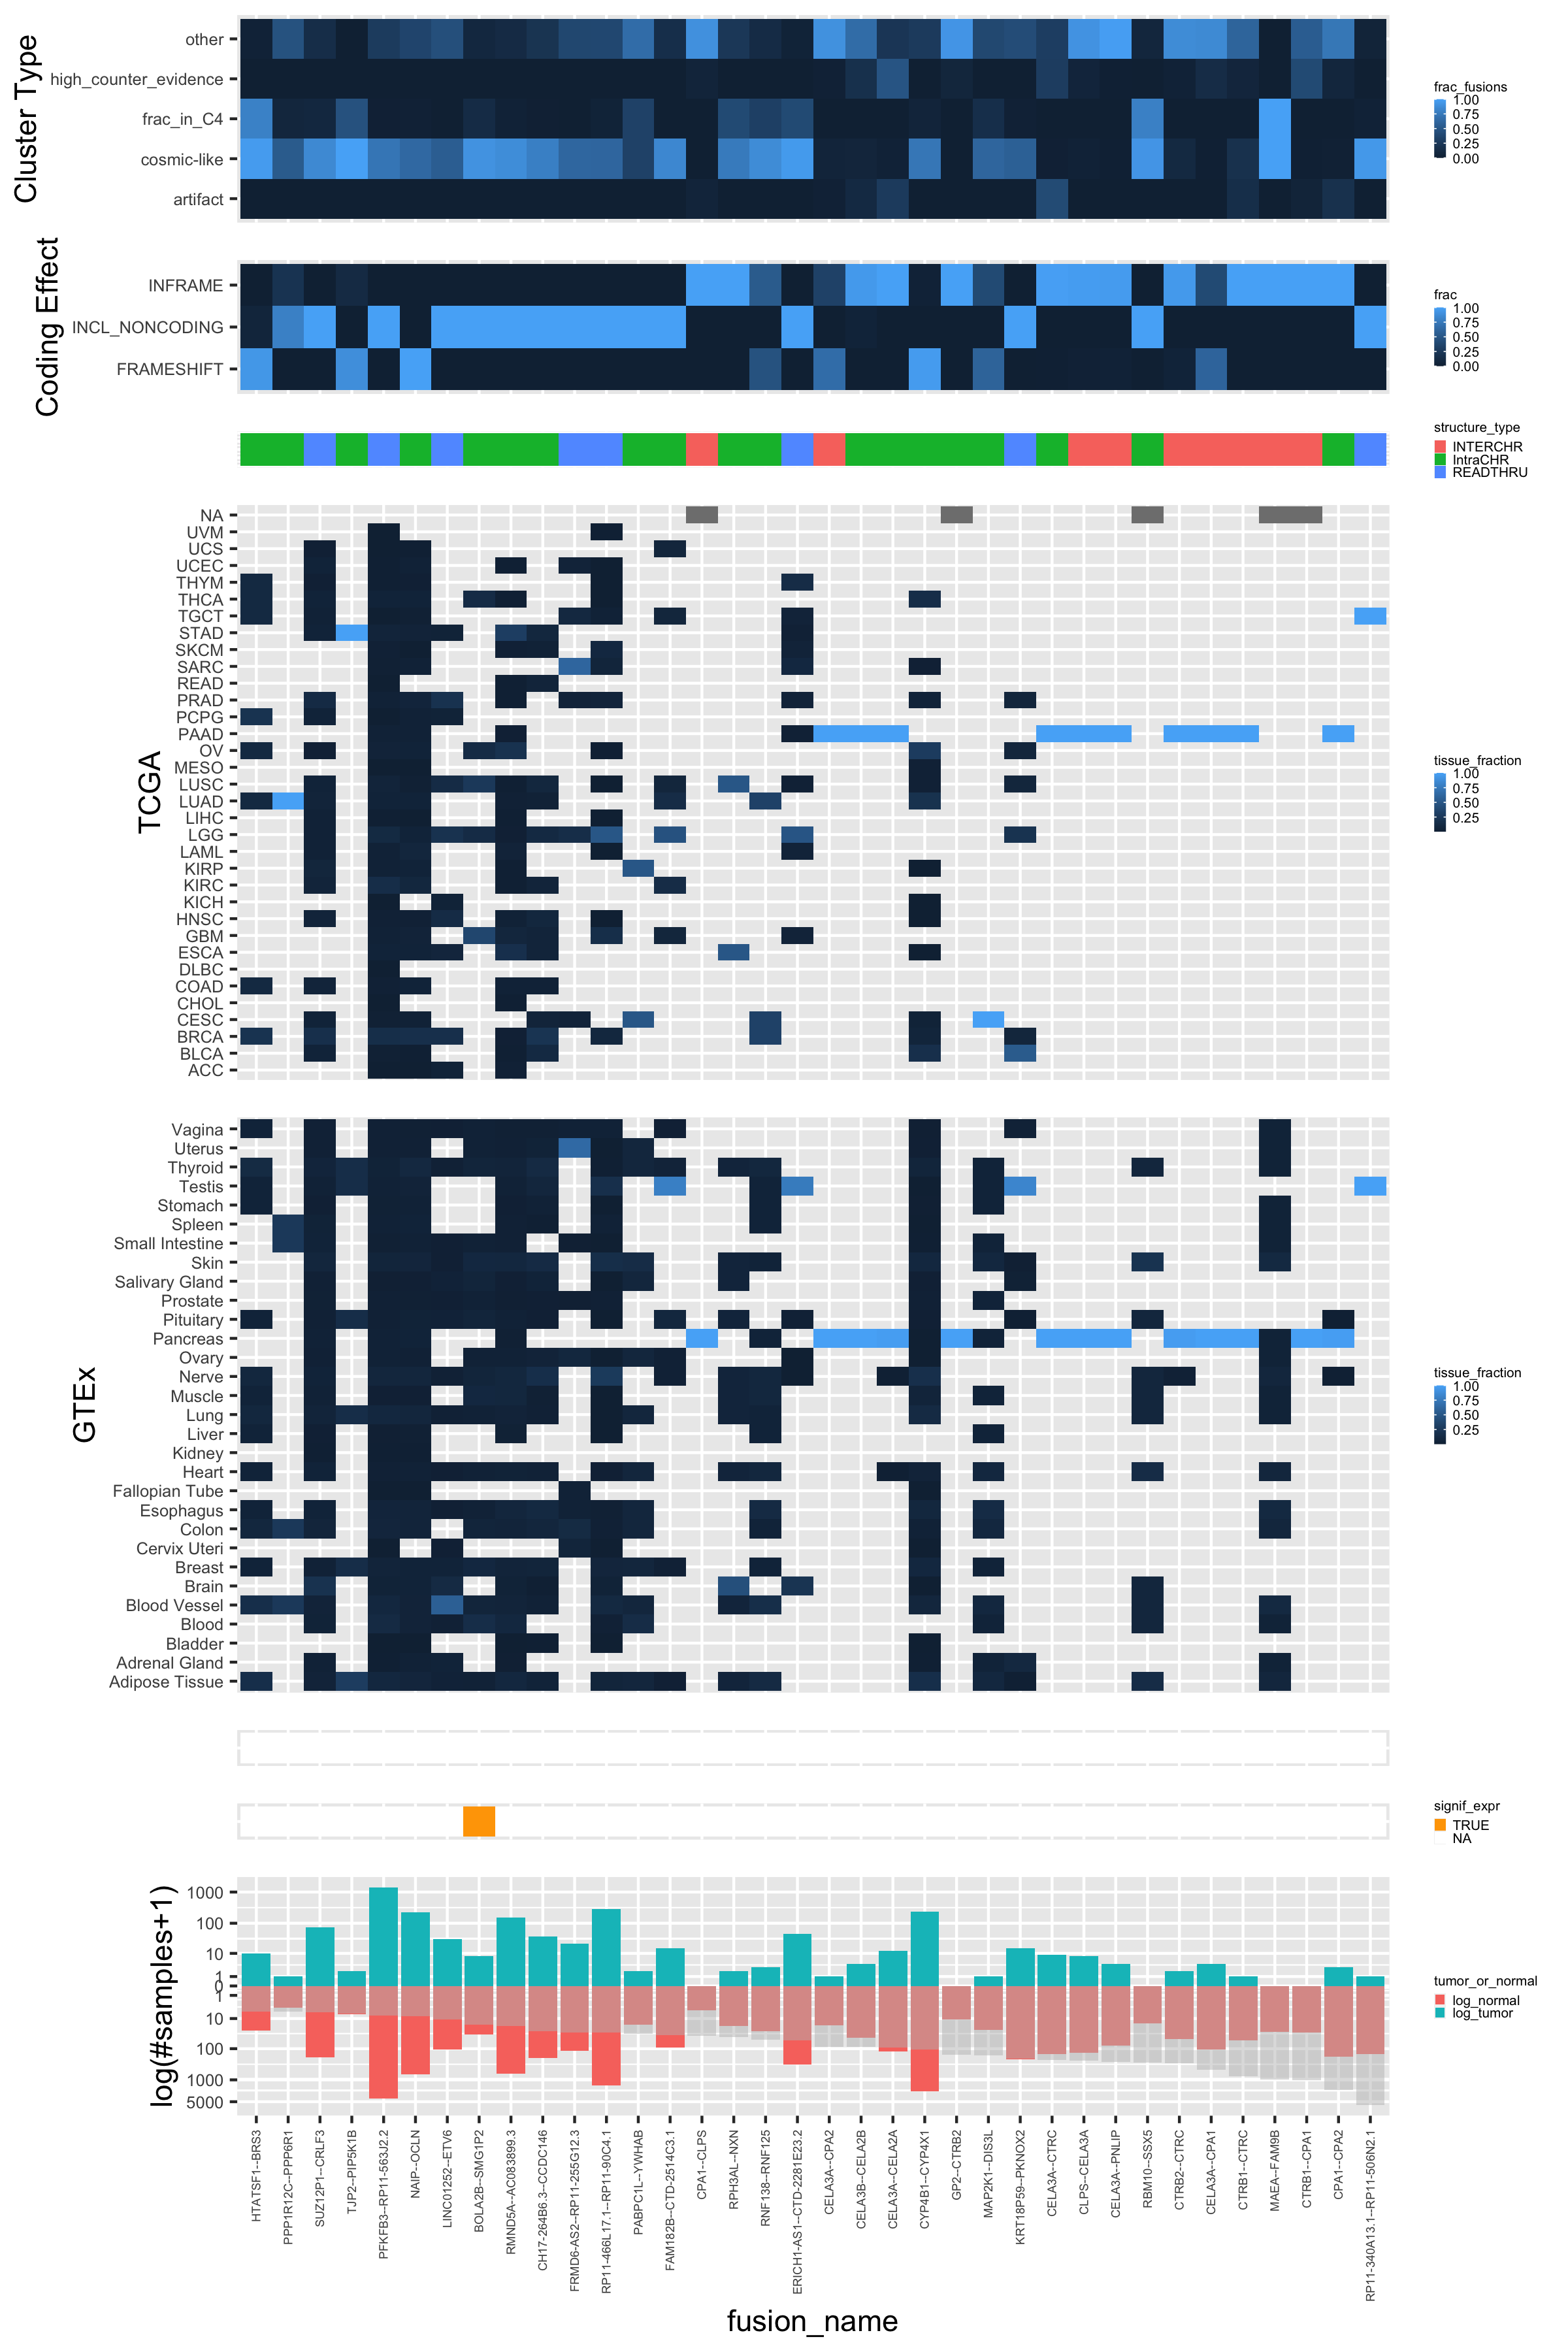 Cluster Type
other
high_counter_evidence
frac_in_C4
cosmic-like
artifact
frac_fusions
1.00
0.75
0.50
0.25
0.00
Coding Effect
INFRAME
INCL_NONCODING
FRAMESHIFT
frac
1.00
0.75
0.50
0.25
0.00
structure_type
INTERCHR
IntraCHR
READTHRU
TCGA
NA
UVM
UCS
UCEC
THYM
THCA
TGCT
STAD
SKCM
SARC
READ
PRAD
PCPG
PAAD
OV
MESO
LUSC
LUAD
LIHC
LGG
LAML
KIRP
KIRC
KICH
HNSC
GBM
ESCA
DLBC
COAD
CHOL
CESC
BRCA
BLCA
ACC
tissue_fraction
1.00
0.75
0.50
0.25
GTEx
Vagina
Uterus
Thyroid
Testis
Stomach
Spleen
Small Intestine
Skin
Salivary Gland
Prostate
Pituitary
Pancreas
Ovary
Nerve
Muscle
Lung
Liver
Kidney
Heart
Fallopian Tube
Esophagus
Colon
Cervix Uteri
Breast
Brain
Blood Vessel
Blood
Bladder
Adrenal Gland
Adipose Tissue
tissue_fraction
1.00
0.75
0.50
0.25
signif_expr
TRUE
NA
log(#samples+1)
1000
100
10
1
0
1
10
100
1000
5000
tumor_or_normal
log_normal
log_tumor
HTATSF1--BRS3
PPP1R12C--PPP6R1
SUZ12P1--CRLF3
TJP2--PIP5K1B
PFKFB3--RP11-563J2.2
NAIP--OCLN
LINC01252--ETV6
BOLA2B--SMG1P2
RMND5A--AC083899.3
CH17-264B6.3--CCDC146
FRMD6-AS2--RP11-255G12.3
RP11-466L17.1--RP11-90C4.1
PABPC1L--YWHAB
FAM182B--CTD-2514C3.1
CPA1--CLPS
RPH3AL--NXN
RNF138--RNF125
ERICH1-AS1--CTD-2281E23.2
CELA3A--CPA2
CELA3B--CELA2B
CELA3A--CELA2A
CYP4B1--CYP4X1
GP2--CTRB2
MAP2K1--DIS3L
KRT18P59--PKNOX2
CELA3A--CTRC
CLPS--CELA3A
CELA3A--PNLIP
RBM10--SSX5
CTRB2--CTRC
CELA3A--CPA1
CTRB1--CTRC
MAEA--FAM9B
CTRB1--CPA1
CPA1--CPA2
RP11-340A13.1--RP11-506N2.1
fusion_name